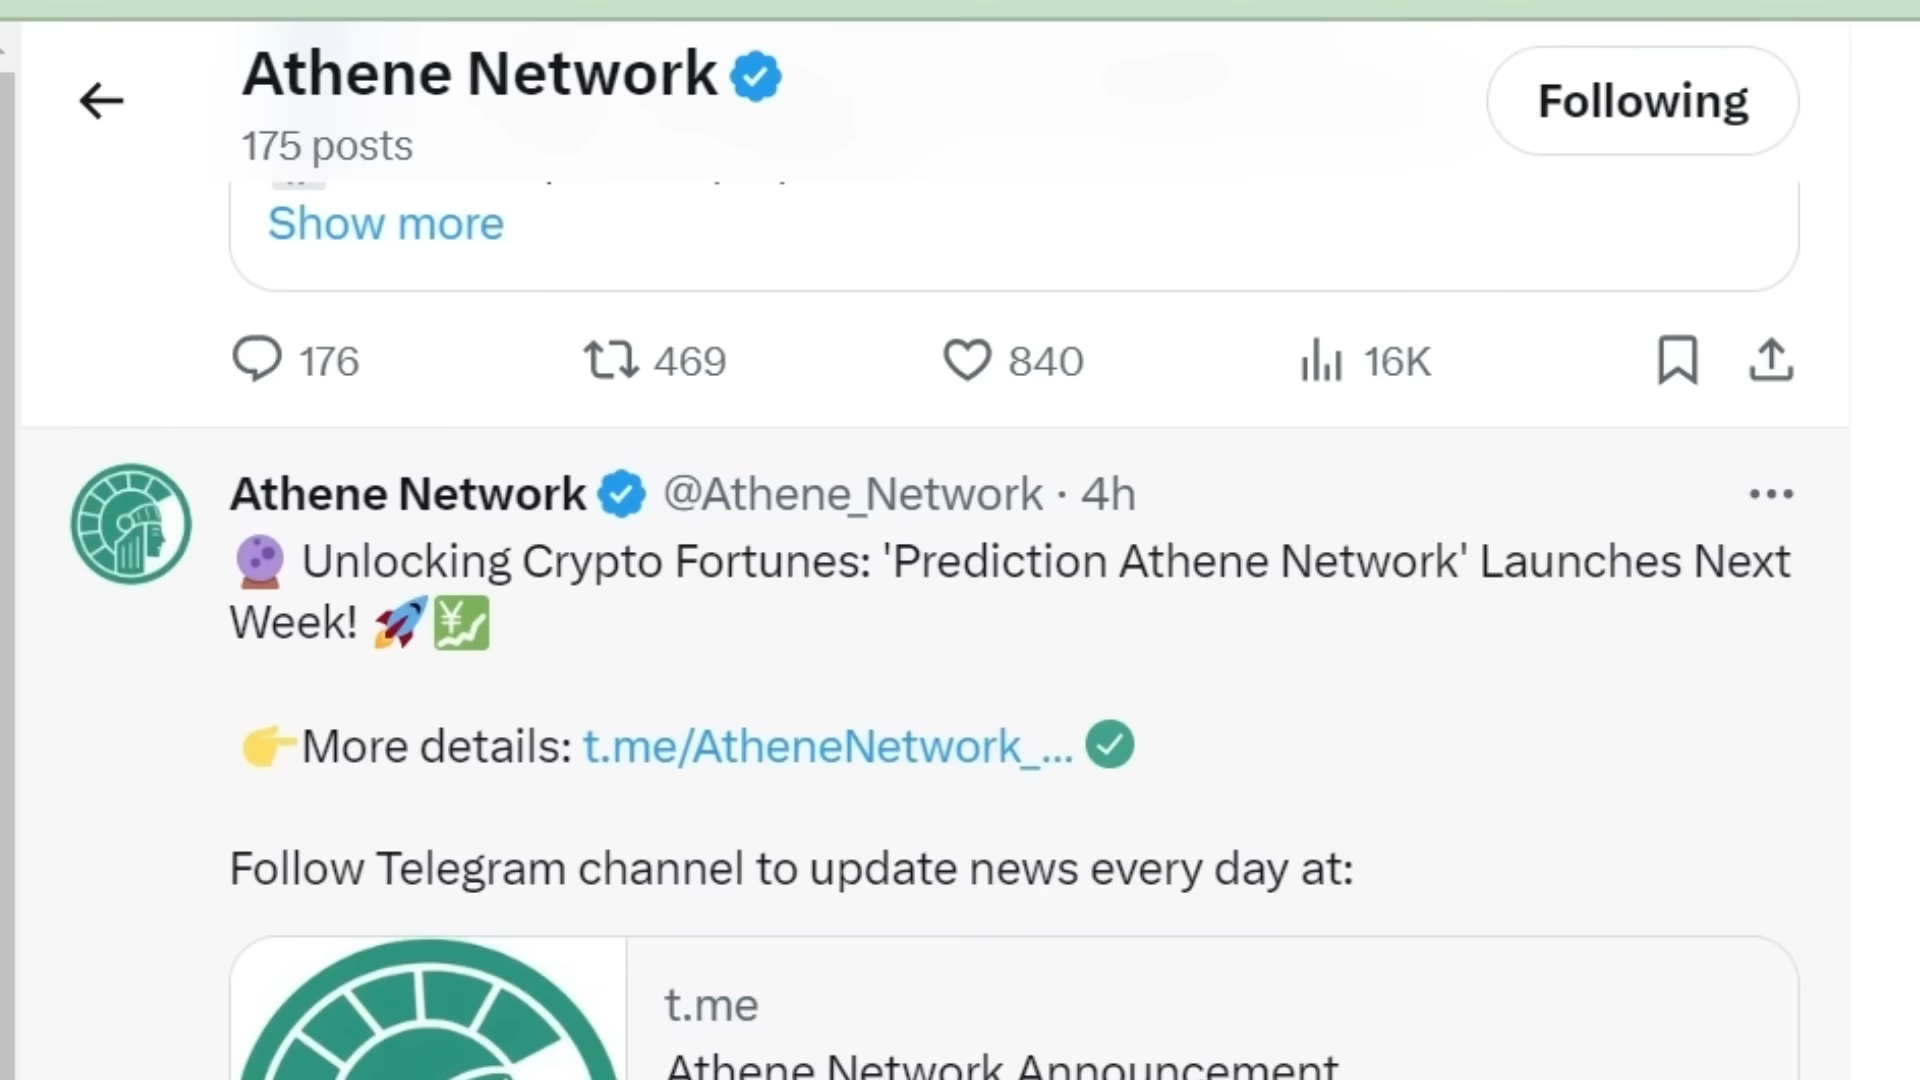 Athene Network
175 posts
Following
Show more
176 469 840 16K
Athene Network @Athene_Network · 4h
🔮 Unlocking Crypto Fortunes: 'Prediction Athene Network' Launches Next
Week! 🚀💹
👉More details: t.me/AtheneNetwork_...
Follow Telegram channel to update news every day at:
t.me
Athene Network Announcement